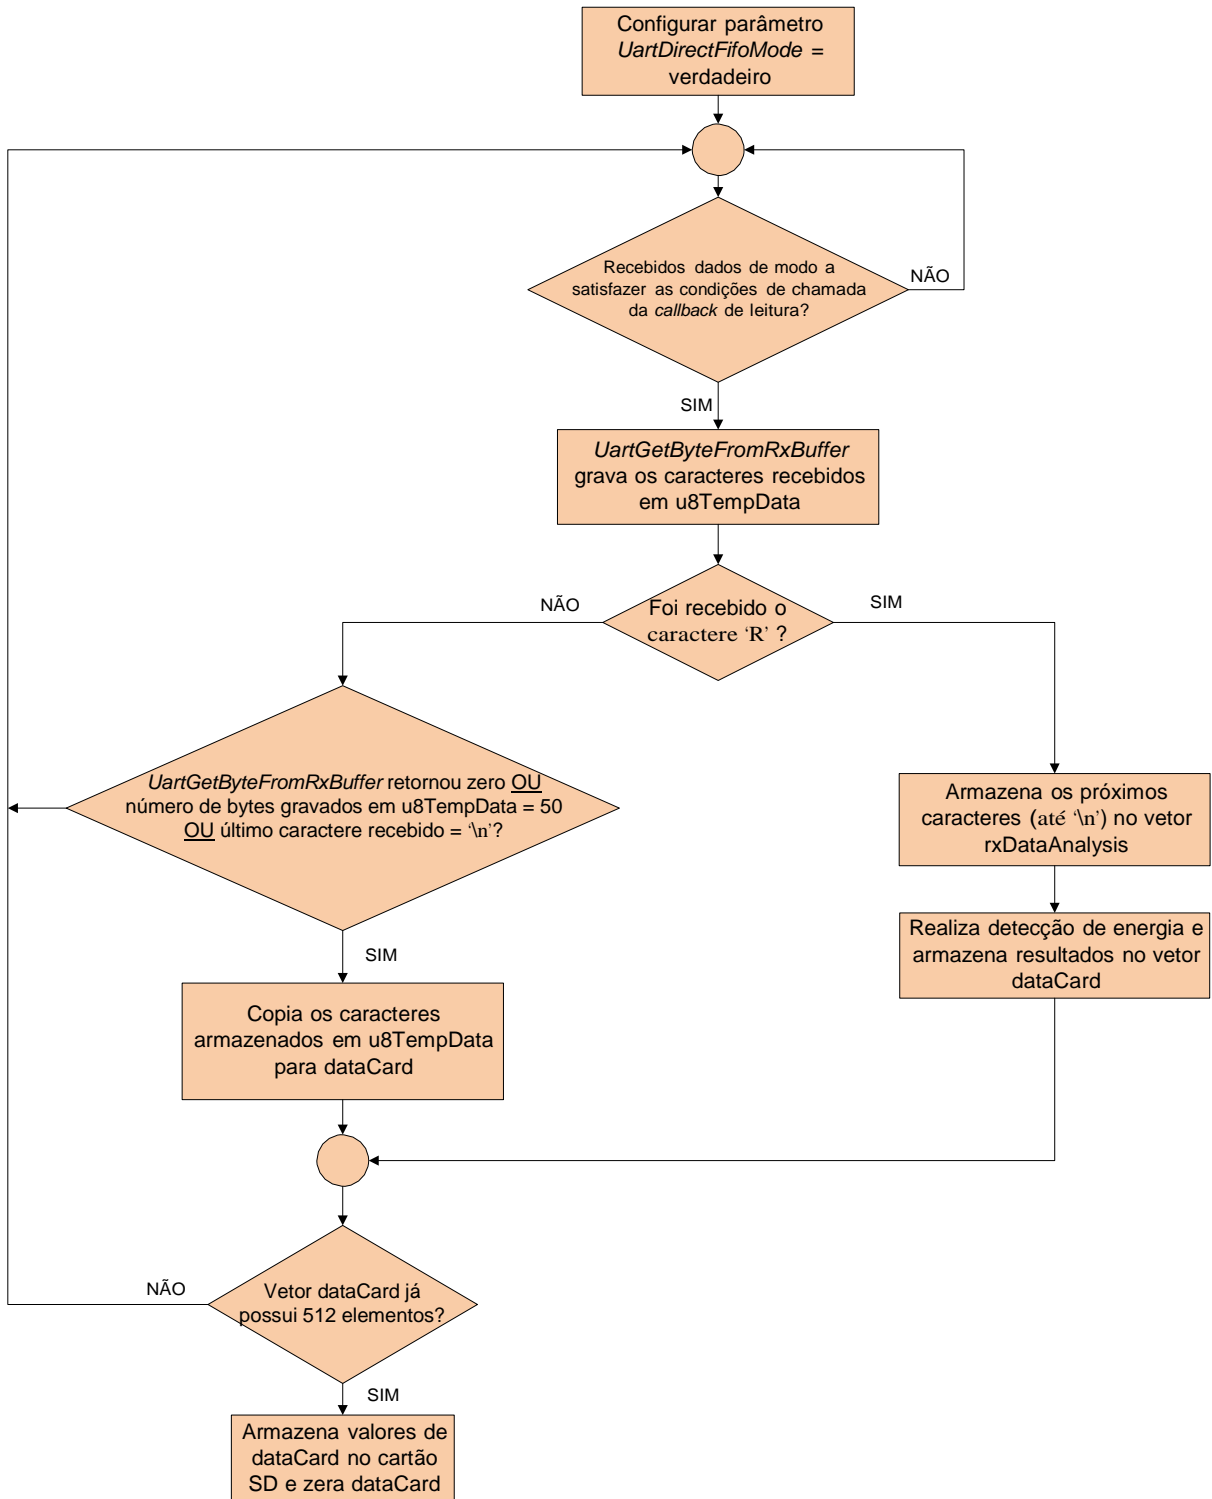 Configurar parâmetro
UartDirectFifoMode =
verdadeiro
Recebidos dados de modo a
satisfazer as condições de chamada
da callback de leitura?
NÃO
SIM
UartGetByteFromRxBuffer
grava os caracteres recebidos
em u8TempData
NÃO
SIM
Foi recebido o
caractere ‘R’ ?
UartGetByteFromRxBuffer retornou zero OU
número de bytes gravados em u8TempData = 50
OU último caractere recebido = ‘\n’?
Armazena os próximos
caracteres (até ‘\n’) no vetor
rxDataAnalysis
Realiza detecção de energia e
armazena resultados no vetor
dataCard
SIM
Copia os caracteres
armazenados em u8TempData
para dataCard
NÃO
Vetor dataCard já
possui 512 elementos?
SIM
Armazena valores de
dataCard no cartão
SD e zera dataCard